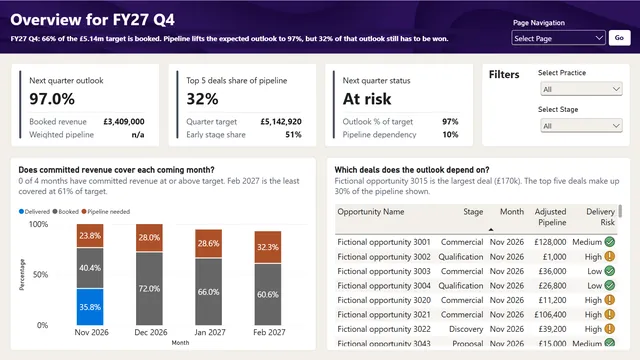 Overview for FY27 Q4
FY27 Q4: 66% of the £5.14m target is booked. Pipeline lifts the expected outlook to 97%, but 32% of that outlook still has to be won.
Page Navigation
Select Page
Go
Next quarter outlook
97.0%
Booked revenue £3,409,000
Weighted pipeline n/a
Top 5 deals share of pipeline
32%
Quarter target £5,142,920
Early stage share 51%
Next quarter status
At risk
Outlook % of target 97%
Pipeline dependency 10%
Filters
Select Practice
All
Select Stage
All
Does committed revenue cover each coming month?
0 of 4 months have committed revenue at or above target. Feb 2027 is the least
covered at 61% of target.
Delivered Booked Pipeline needed
Percentage
100%
50%
0%
23.8%
40.4%
35.8%
28.0%
72.0%
28.6%
66.0%
32.3%
60.6%
Nov 2026 Dec 2026 Jan 2027 Feb 2027
Month
Which deals does the outlook depend on?
Fictional opportunity 3015 is the largest deal (£170k). The top five deals make up
30% of the pipeline shown.
Opportunity Name Stage Month Adjusted Pipeline Delivery Risk
Fictional opportunity 3001 Commercial Nov 2026 £128,000 Medium
Fictional opportunity 3002 Qualification Nov 2026 £1,000 High
Fictional opportunity 3003 Commercial Nov 2026 £36,000 Low
Fictional opportunity 3004 Qualification Nov 2026 £26,800 Low
Fictional opportunity 3020 Commercial Nov 2026 £11,200 High
Fictional opportunity 3021 Commercial Nov 2026 £106,400 High
Fictional opportunity 3022 Discovery Nov 2026 £39,200 High
Fictional opportunity 3043 Proposal Nov 2026 £15,000 Medium